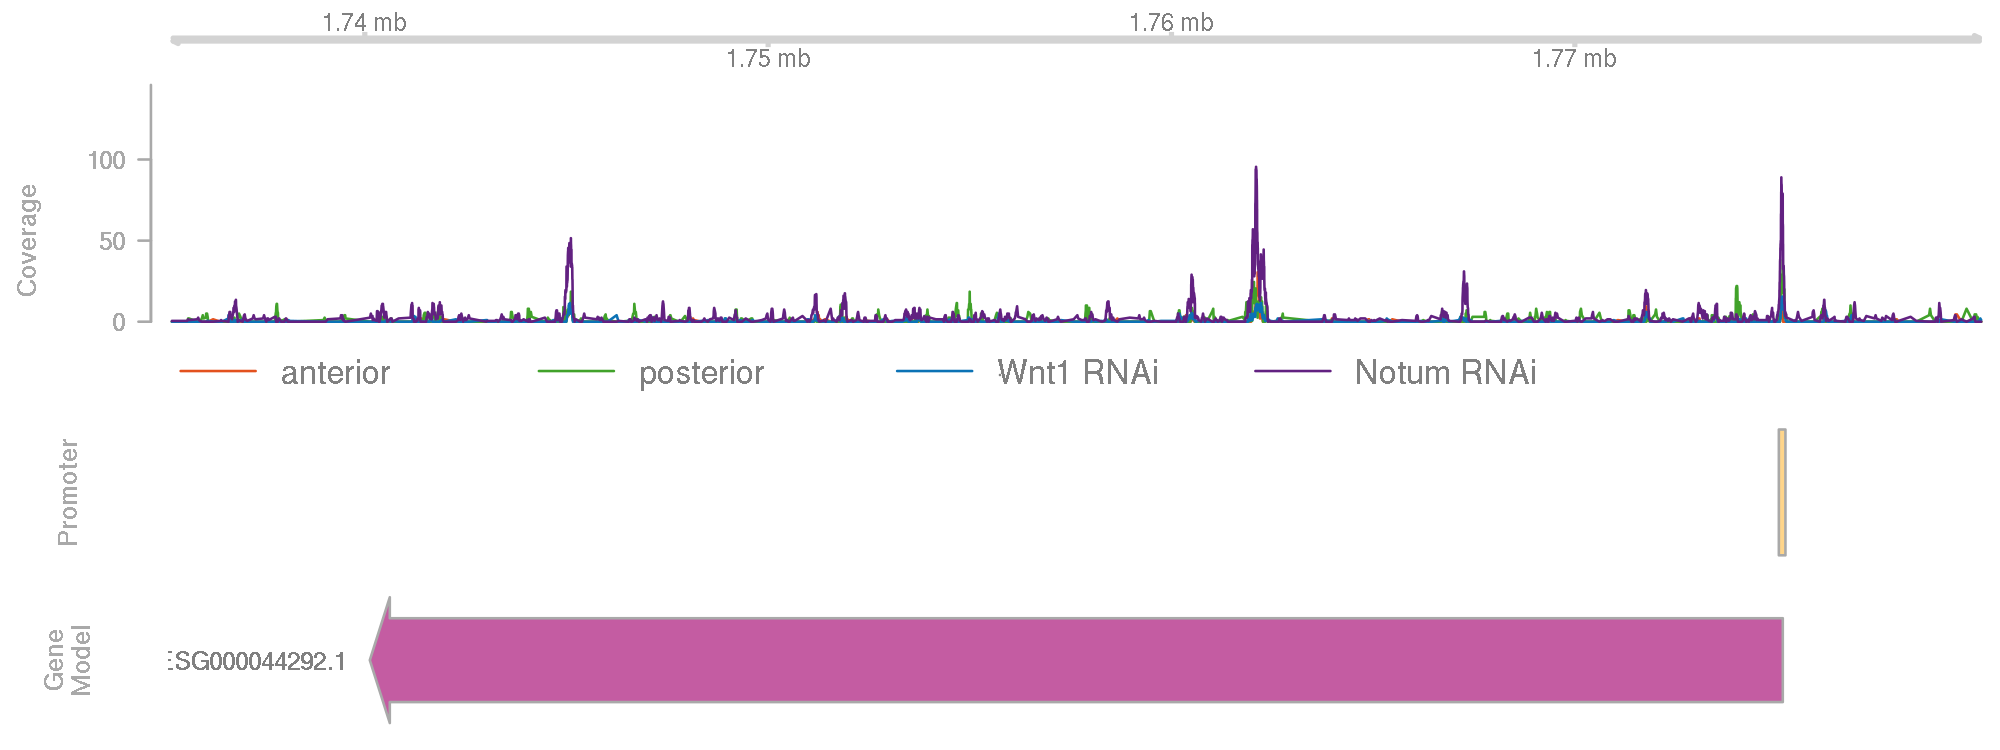 1.74 mb
1.76 mb
1.75 mb
1.77 mb
Coverage
100
50
0
anterior
posterior
Wnt1 RNAi
Notum RNAi
Promoter
Gene
Model
ESG000044292.1